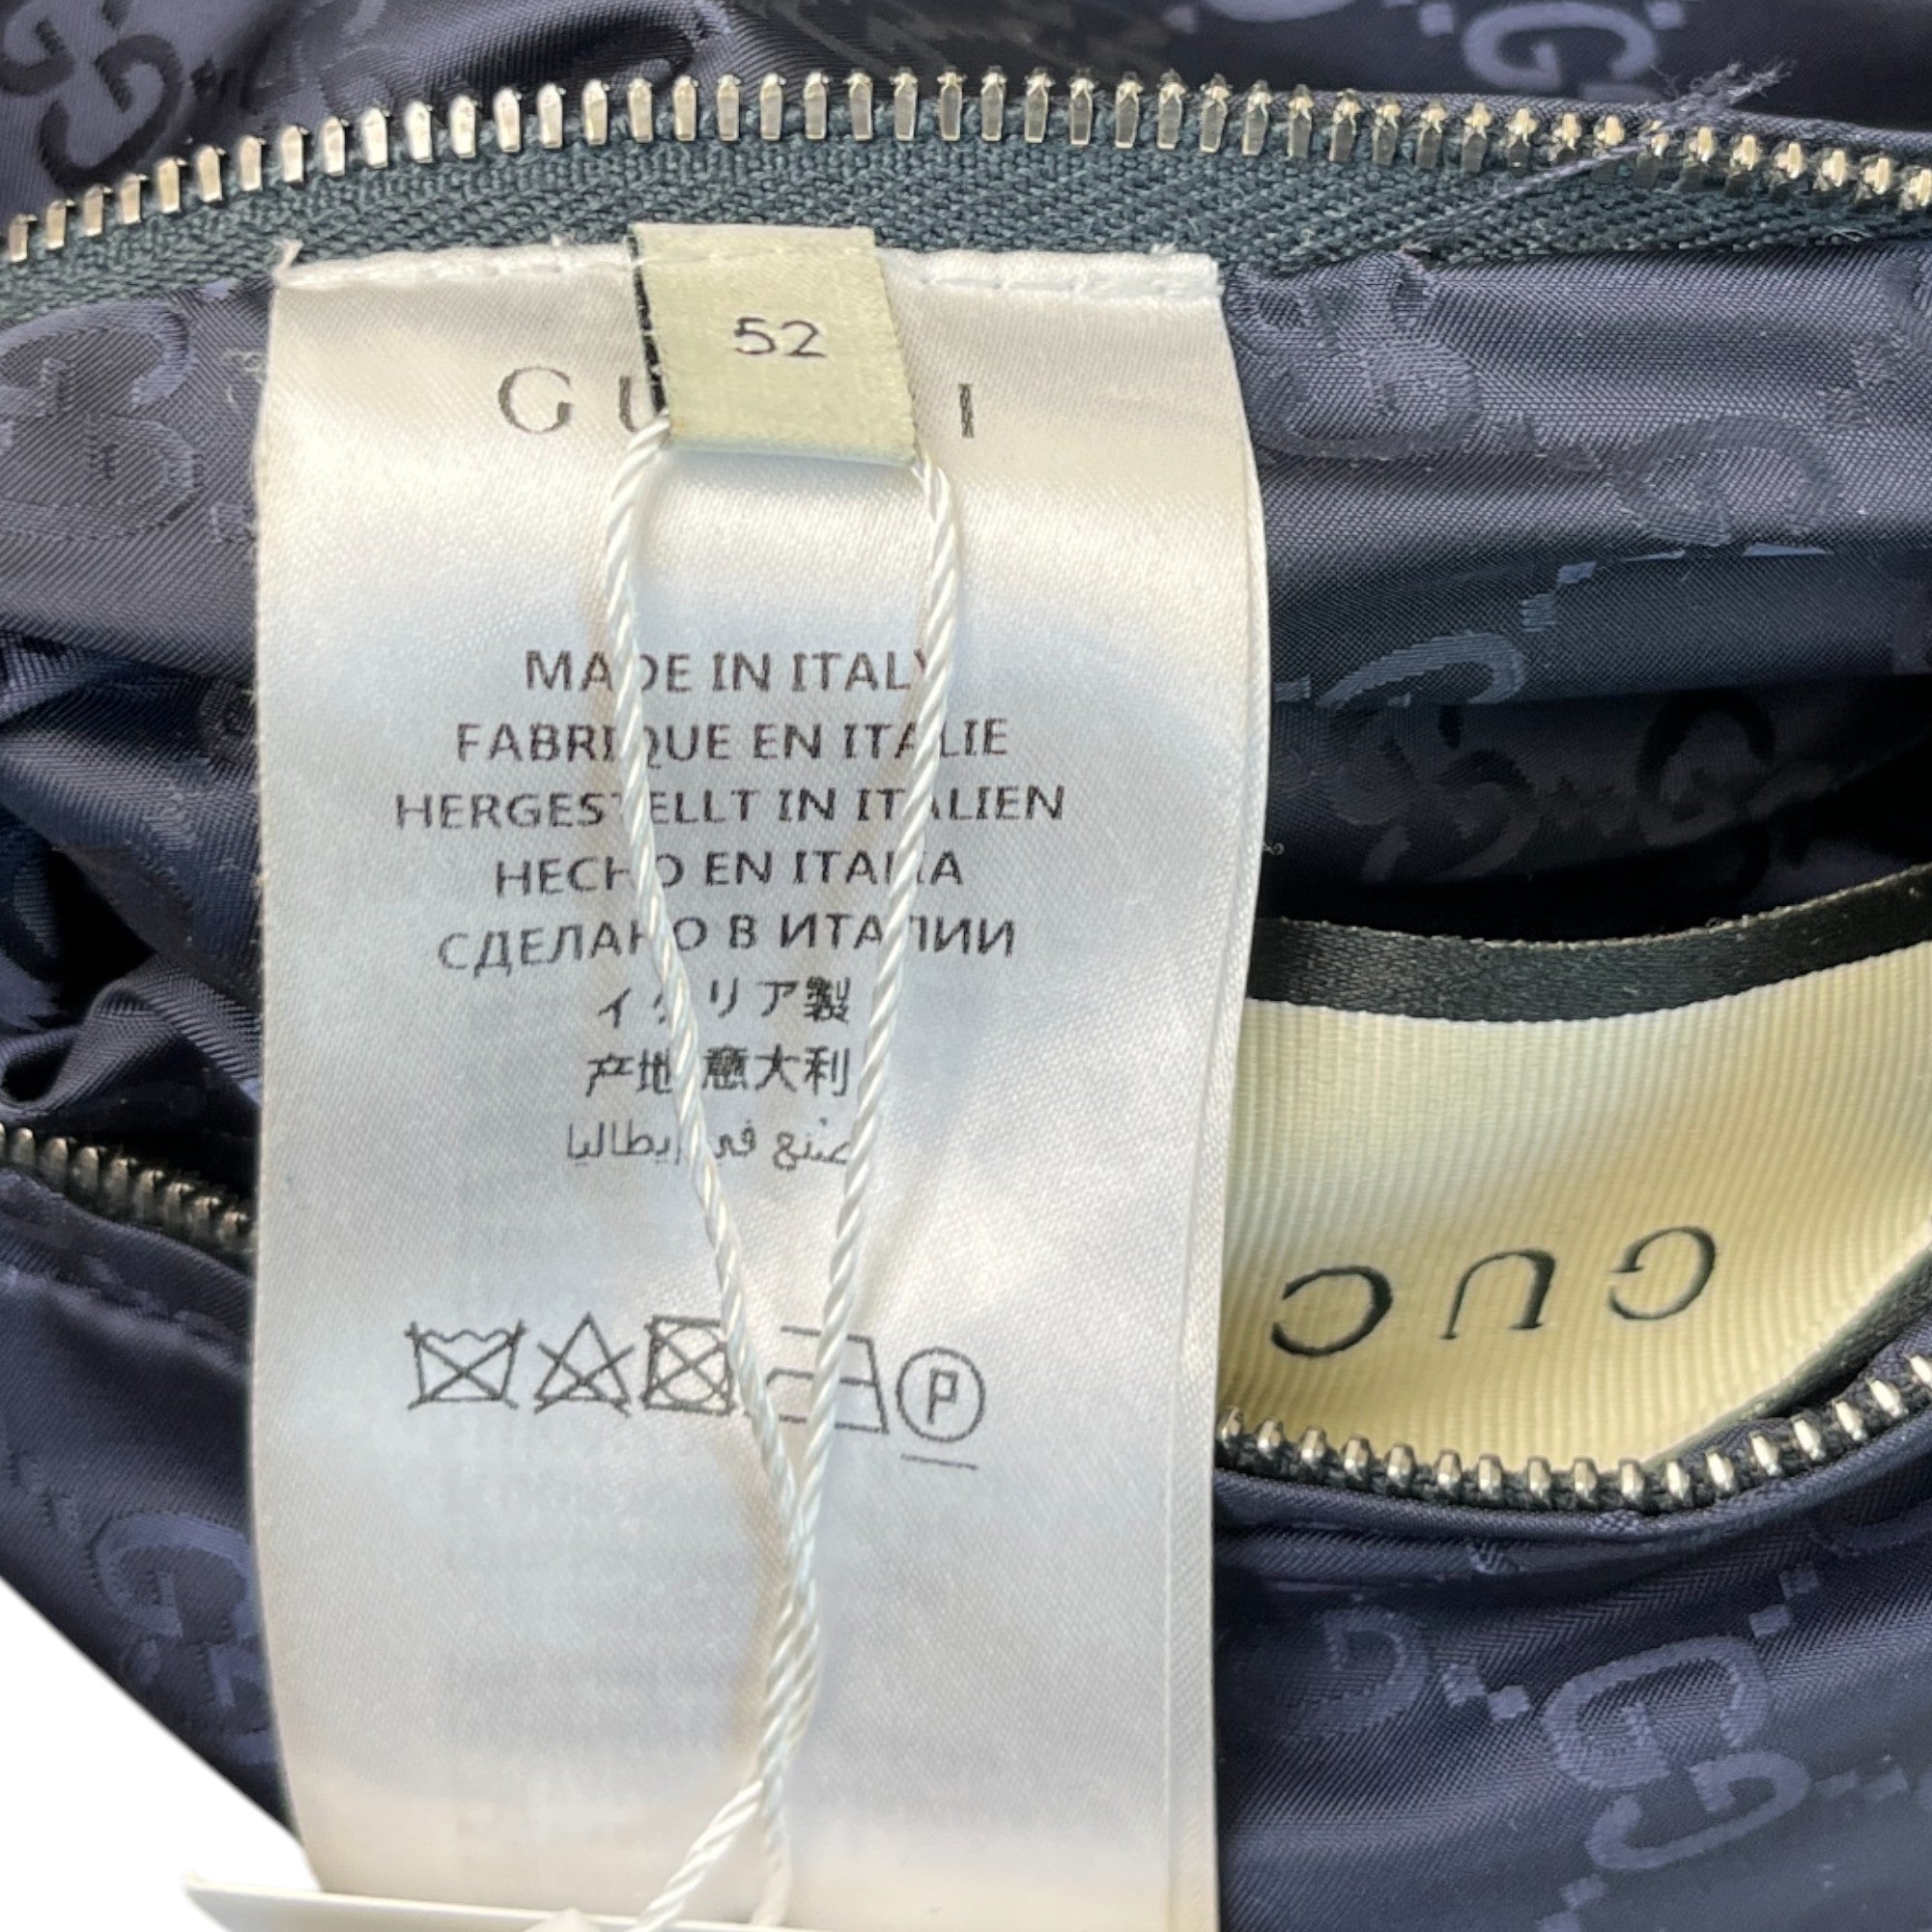 52
MADE IN ITALY
FABRIQUE EN ITALIE
HERGESTELLT IN ITALIEN
HECHO EN ITALIA
СДЕЛАНО В ИТАЛИИ
イタリア製
产地 意大利
صنع في إيطاليا
P
GUC